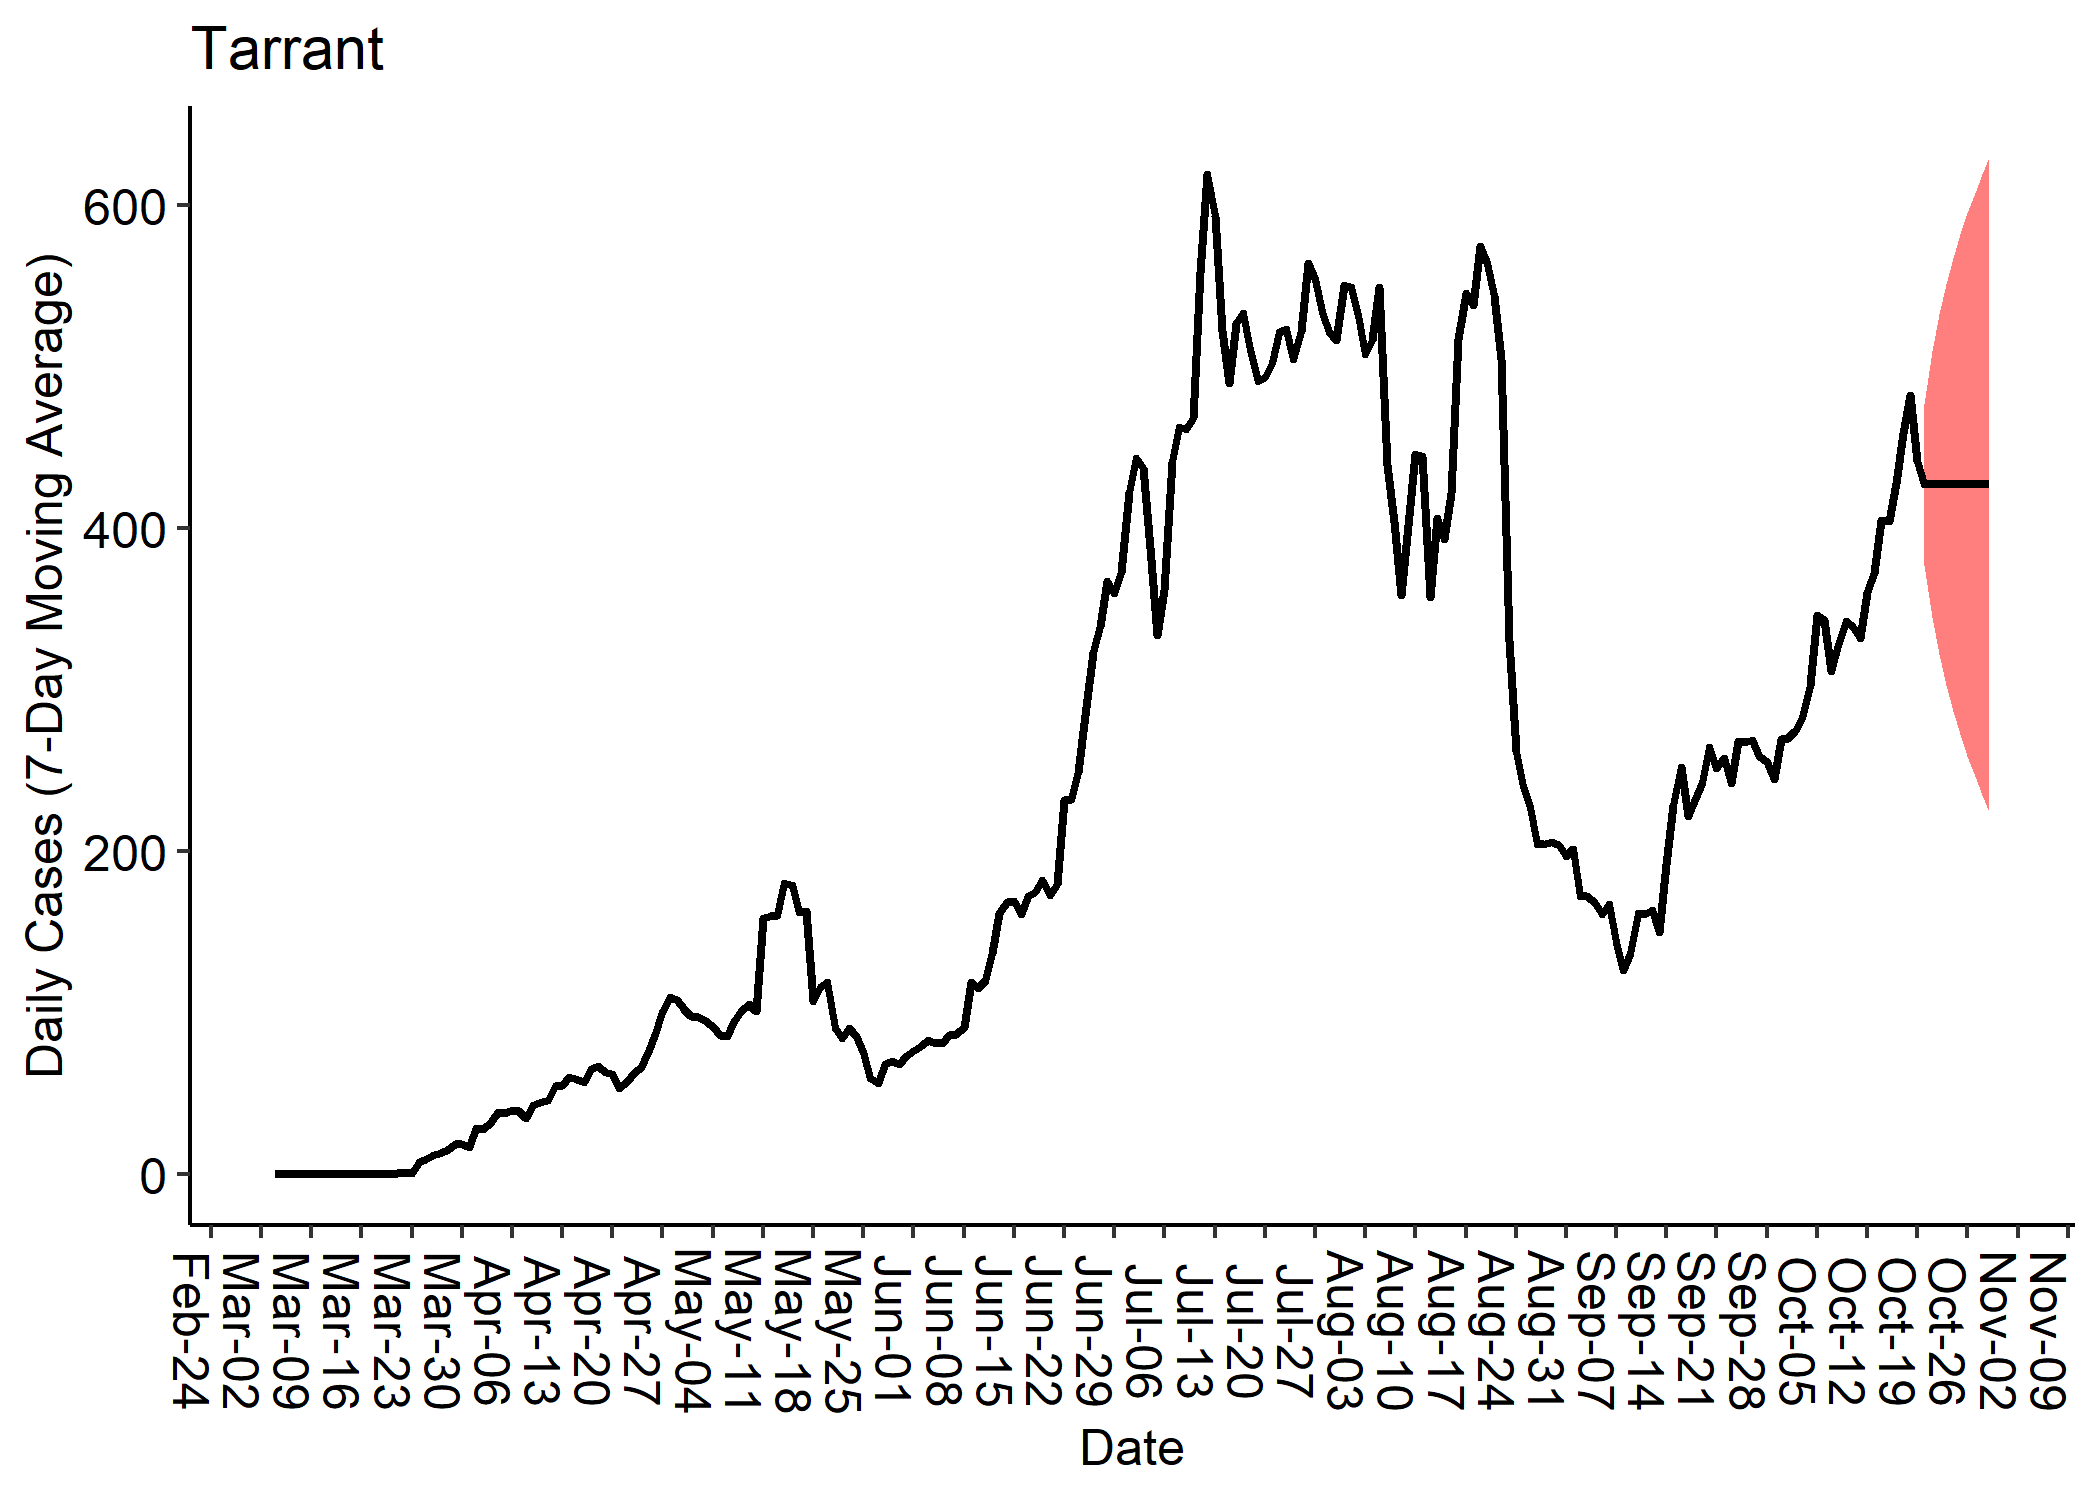 Tarrant
Daily Cases (7-Day Moving Average)
600
400
200
0
Feb-24
Mar-02
Mar-09
Mar-16
Mar-23
Mar-30
Apr-06
Apr-13
Apr-20
Apr-27
May-04
May-11
May-18
May-25
Jun-01
Jun-08
Jun-15
Jun-22
Jun-29
Jul-06
Jul-13
Jul-20
Jul-27
Aug-03
Aug-10
Aug-17
Aug-24
Aug-31
Sep-07
Sep-14
Sep-21
Sep-28
Oct-05
Oct-12
Oct-19
Oct-26
Nov-02
Nov-09
Date